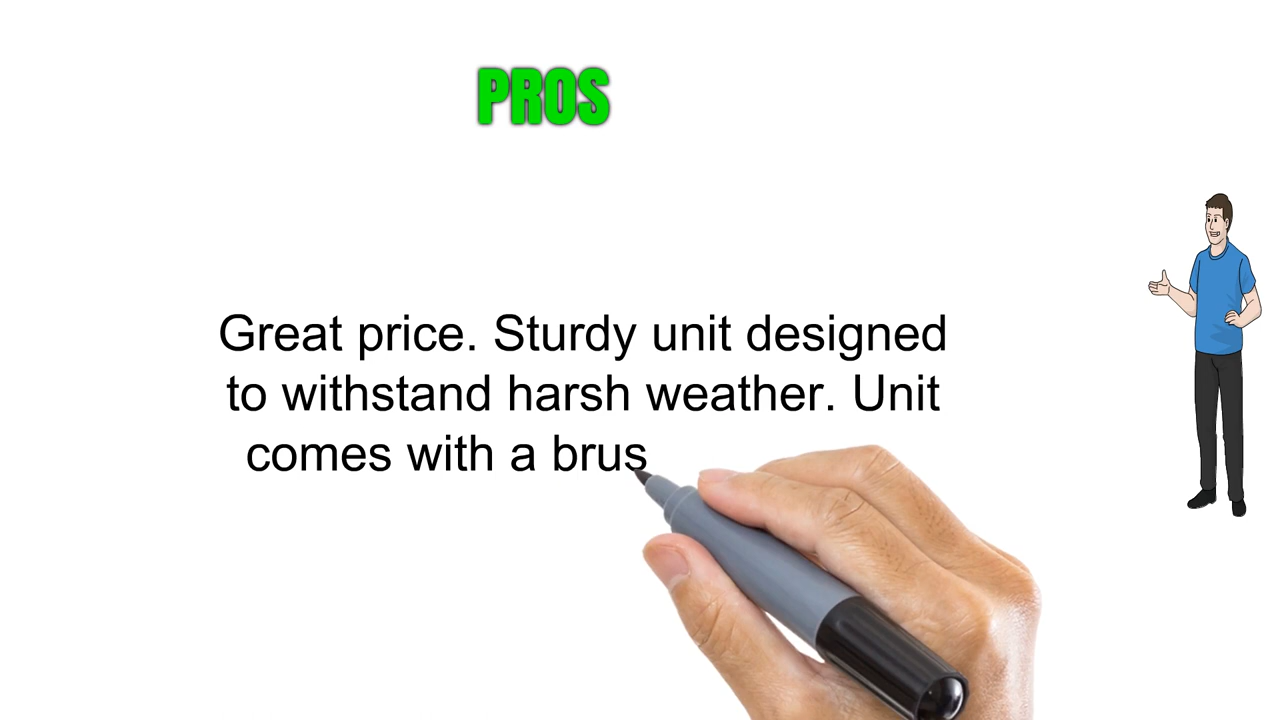 PROS
Great price. Sturdy unit designed
to withstand harsh weather. Unit
comes with a brus